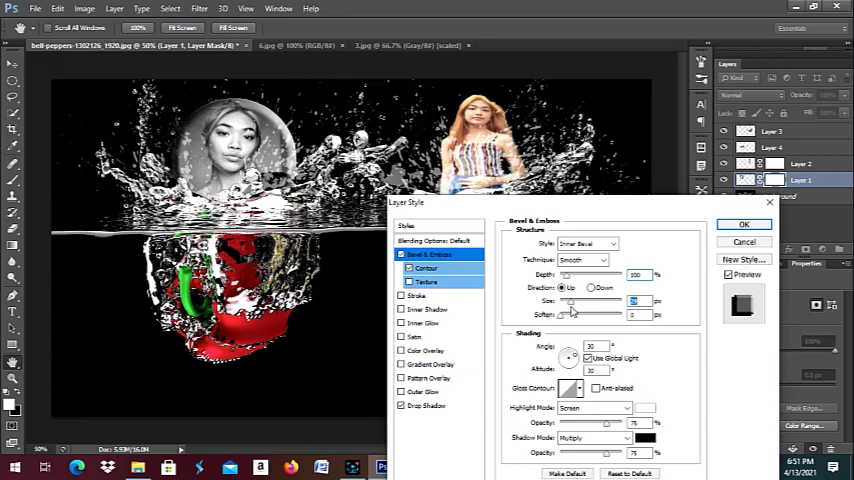 Ps File Edit Image Layer Type Select Filter 3D View Window Help
Scroll All Windows 100% Fit Screen Fill Screen Essentials
bell-peppers-1302126_1920.jpg @ 50% (Layer 1, Layer Mask/8) * × 6.jpg @ 100% (RGB/8#) × 3.jpg @ 66.7% (Gray/8#) [scaled] ×
Layers
Kind
Normal Opacity: 100%
Lock: Fill: 100%
Layer 3
Layer 4
Layer 2
Layer 1
Layer Style
Styles
Blending Options: Default
Bevel & Emboss
Contour
Texture
Stroke
Inner Shadow
Inner Glow
Satin
Color Overlay
Gradient Overlay
Pattern Overlay
Outer Glow
Drop Shadow
Bevel & Emboss
Structure
Style: Inner Bevel
Technique: Smooth
Depth: 100 %
Direction: Up Down
Size: px
Soften: 0 px
Shading
Angle: 30 °
Use Global Light
Altitude: 30 °
Gloss Contour: Anti-aliased
Highlight Mode: Screen
Opacity: 75 %
Shadow Mode: Multiply
Opacity: 75 %
Make Default Reset to Default
OK
Cancel
New Style...
Preview
Properties
100%
Mask Edge...
Color Range...
50% Doc: 5.93M/16.0M
6:51 PM
4/13/2021